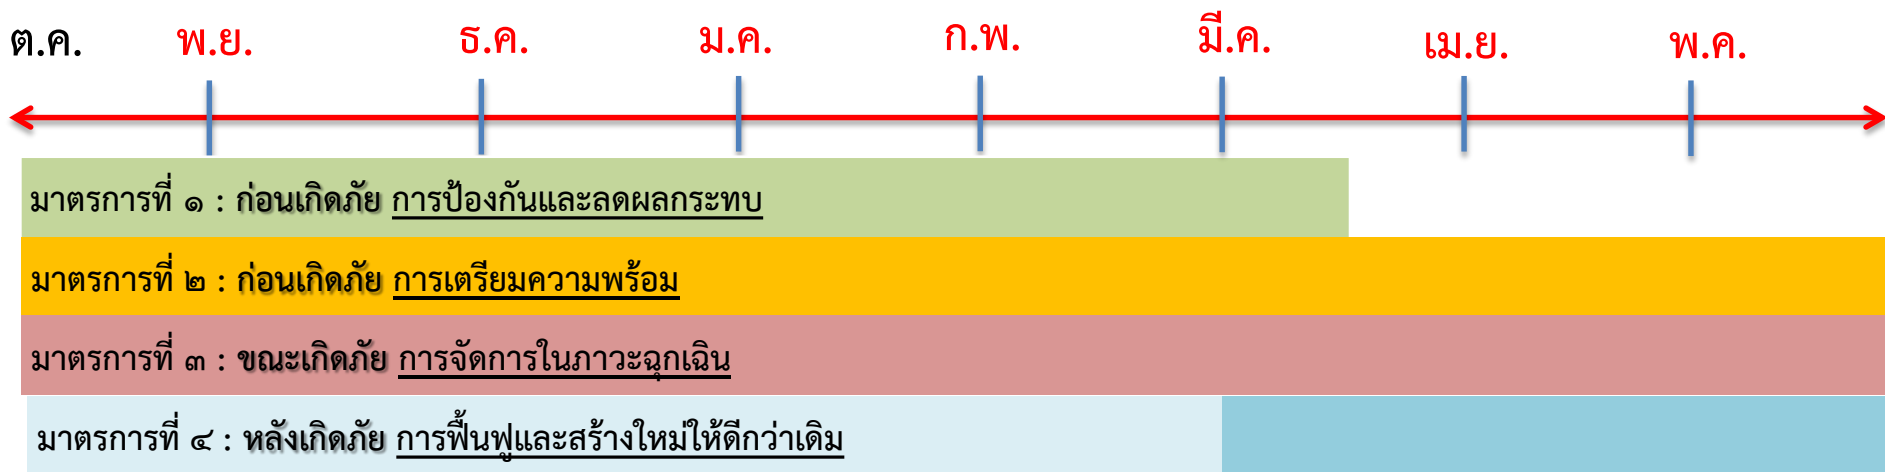 ต.ค. พ.ย. ธ.ค. ม.ค. ก.พ. มี.ค. เม.ย. พ.ค.
มาตรการที่ ๑ : ก่อนเกิดภัย การป้องกันและลดผลกระทบ
มาตรการที่ ๒ : ก่อนเกิดภัย การเตรียมความพร้อม
มาตรการที่ ๓ : ขณะเกิดภัย การจัดการในภาวะฉุกเฉิน
มาตรการที่ ๔ : หลังเกิดภัย การฟื้นฟูและสร้างใหม่ให้ดีกว่าเดิม